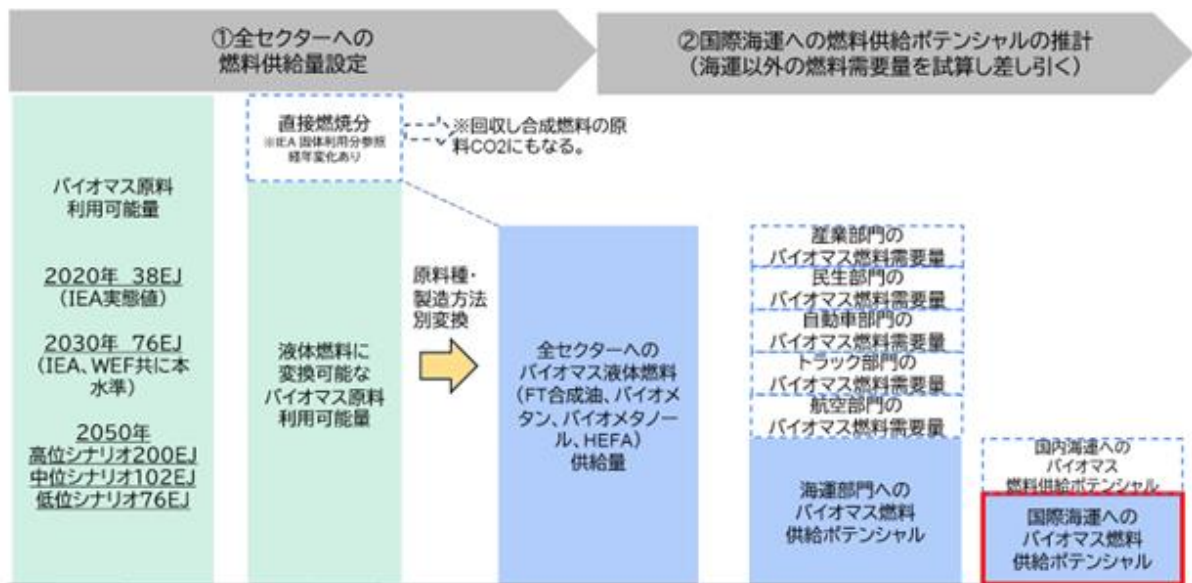 ①全セクターへの
燃料供給量設定
②国際海運への燃料供給ポテンシャルの推計
（海運以外の燃料需要量を試算し差し引く）
バイオマス原料
利用可能量
2020年 38EJ
（IEA実態値）
2030年 76EJ
（IEA、WEF共に本
水準）
2050年
高位シナリオ200EJ
中位シナリオ102EJ
低位シナリオ76EJ
直接燃焼分
※IEA 固体利用分参照
経年変化あり
※回収し合成燃料の原
料CO2にもなる。
液体燃料に
変換可能な
バイオマス原料
利用可能量
原料種・
製造方法
別変換
全セクターへの
バイオマス液体燃料
（FT合成油、バイオメ
タン、バイオメタノー
ル、HEFA）
供給量
産業部門の
バイオマス燃料需要量
民生部門の
バイオマス燃料需要量
自動車部門の
バイオマス燃料需要量
トラック部門の
バイオマス燃料需要量
航空部門の
バイオマス燃料需要量
海運部門への
バイオマス燃料
供給ポテンシャル
国内海運への
バイオマス
燃料供給ポテンシャル
国際海運への
バイオマス燃料
供給ポテンシャル